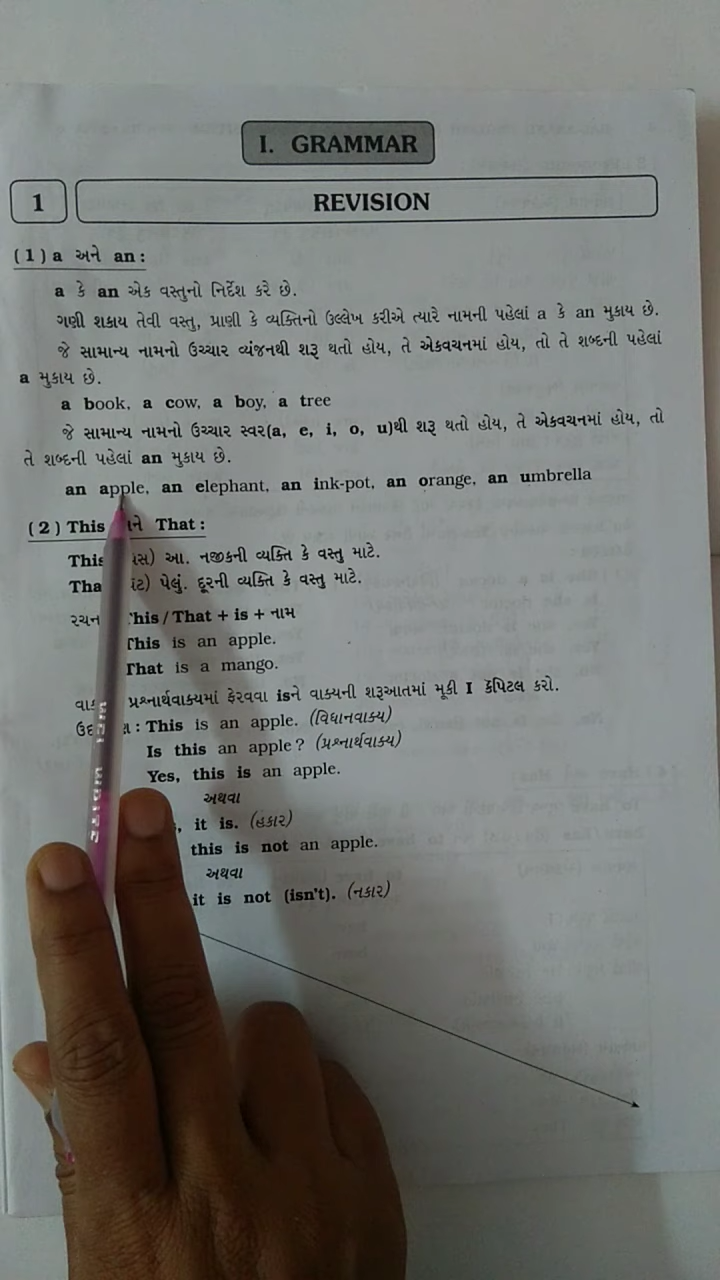 I. GRAMMAR
1 REVISION
(1) a અને an :
a કે an એક વસ્તુનો નિર્દેશ કરે છે.
ગણી શકાય તેવી વસ્તુ, પ્રાણી કે વ્યક્તિનો ઉલ્લેખ કરીએ ત્યારે નામની પહેલાં a કે an મુકાય છે.
જે સામાન્ય નામનો ઉચ્ચાર વ્યંજનથી શરૂ થતો હોય, તે એકવચનમાં હોય, તો તે શબ્દની પહેલાં
a મુકાય છે.
a book, a cow, a boy, a tree
જે સામાન્ય નામનો ઉચ્ચાર સ્વર(a, e, i, o, u)થી શરૂ થતો હોય, તે એકવચનમાં હોય, તો
તે શબ્દની પહેલાં an મુકાય છે.
an apple, an elephant, an ink-pot, an orange, an umbrella
(2) This અને That :
This આ. નજીકની વ્યક્તિ કે વસ્તુ માટે.
પેલું. દૂરની વ્યક્તિ કે વસ્તુ માટે.
This / That + is + નામ
This is an apple.
That is a mango.
પ્રશ્નાર્થવાક્યમાં ફેરવવા isને વાક્યની શરૂઆતમાં મૂકી I કૅપિટલ કરો.
: This is an apple. (વિધાનવાક્ય)
Is this an apple? (પ્રશ્નાર્થવાક્ય)
Yes, this is an apple.
અથવા
it is. (હકાર)
this is not an apple.
અથવા
it is not (isn't). (નકાર)
WRITE